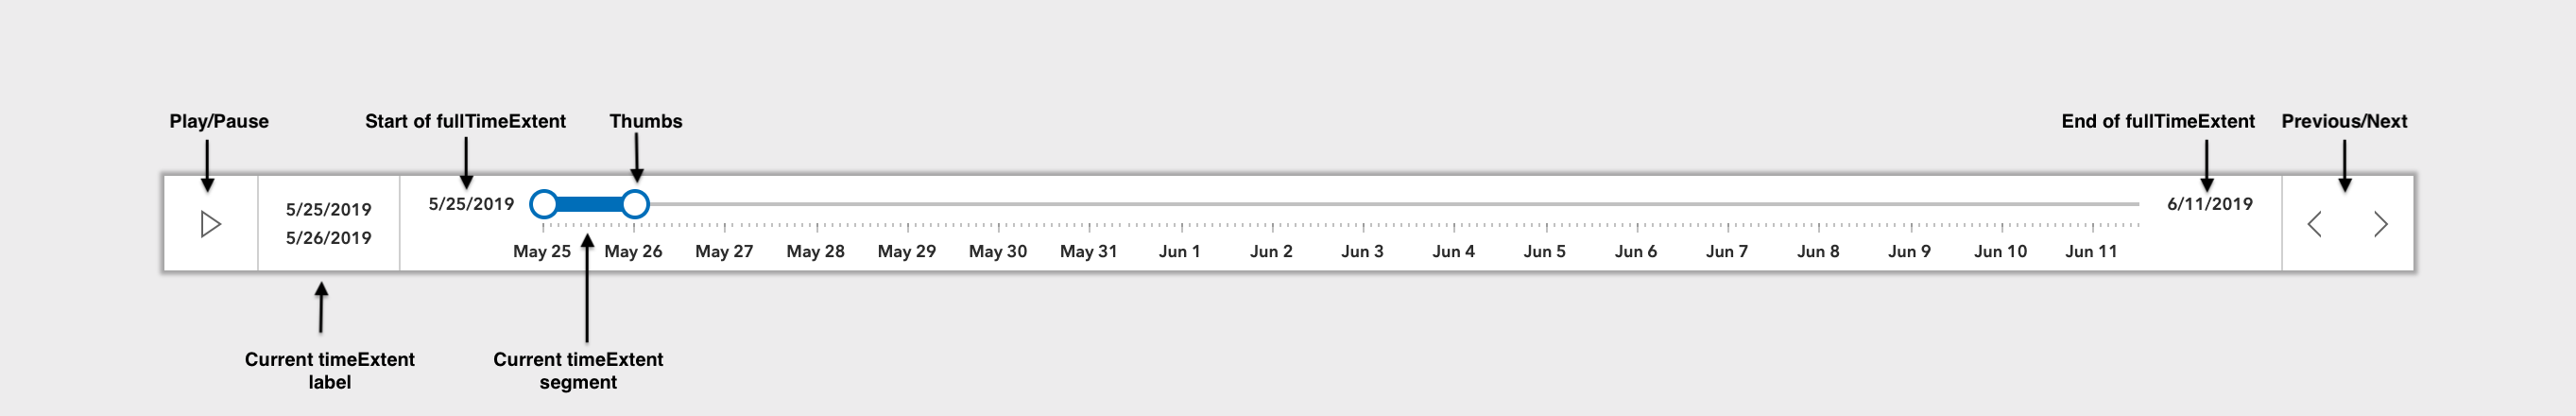 Play/Pause
Start of fullTimeExtent
Thumbs
End of fullTimeExtent
Previous/Next
5/25/2019
5/26/2019
5/25/2019
6/11/2019
May 25 May 26 May 27 May 28 May 29 May 30 May 31 Jun 1 Jun 2 Jun 3 Jun 4 Jun 5 Jun 6 Jun 7 Jun 8 Jun 9 Jun 10 Jun 11
Current timeExtent
label
Current timeExtent
segment